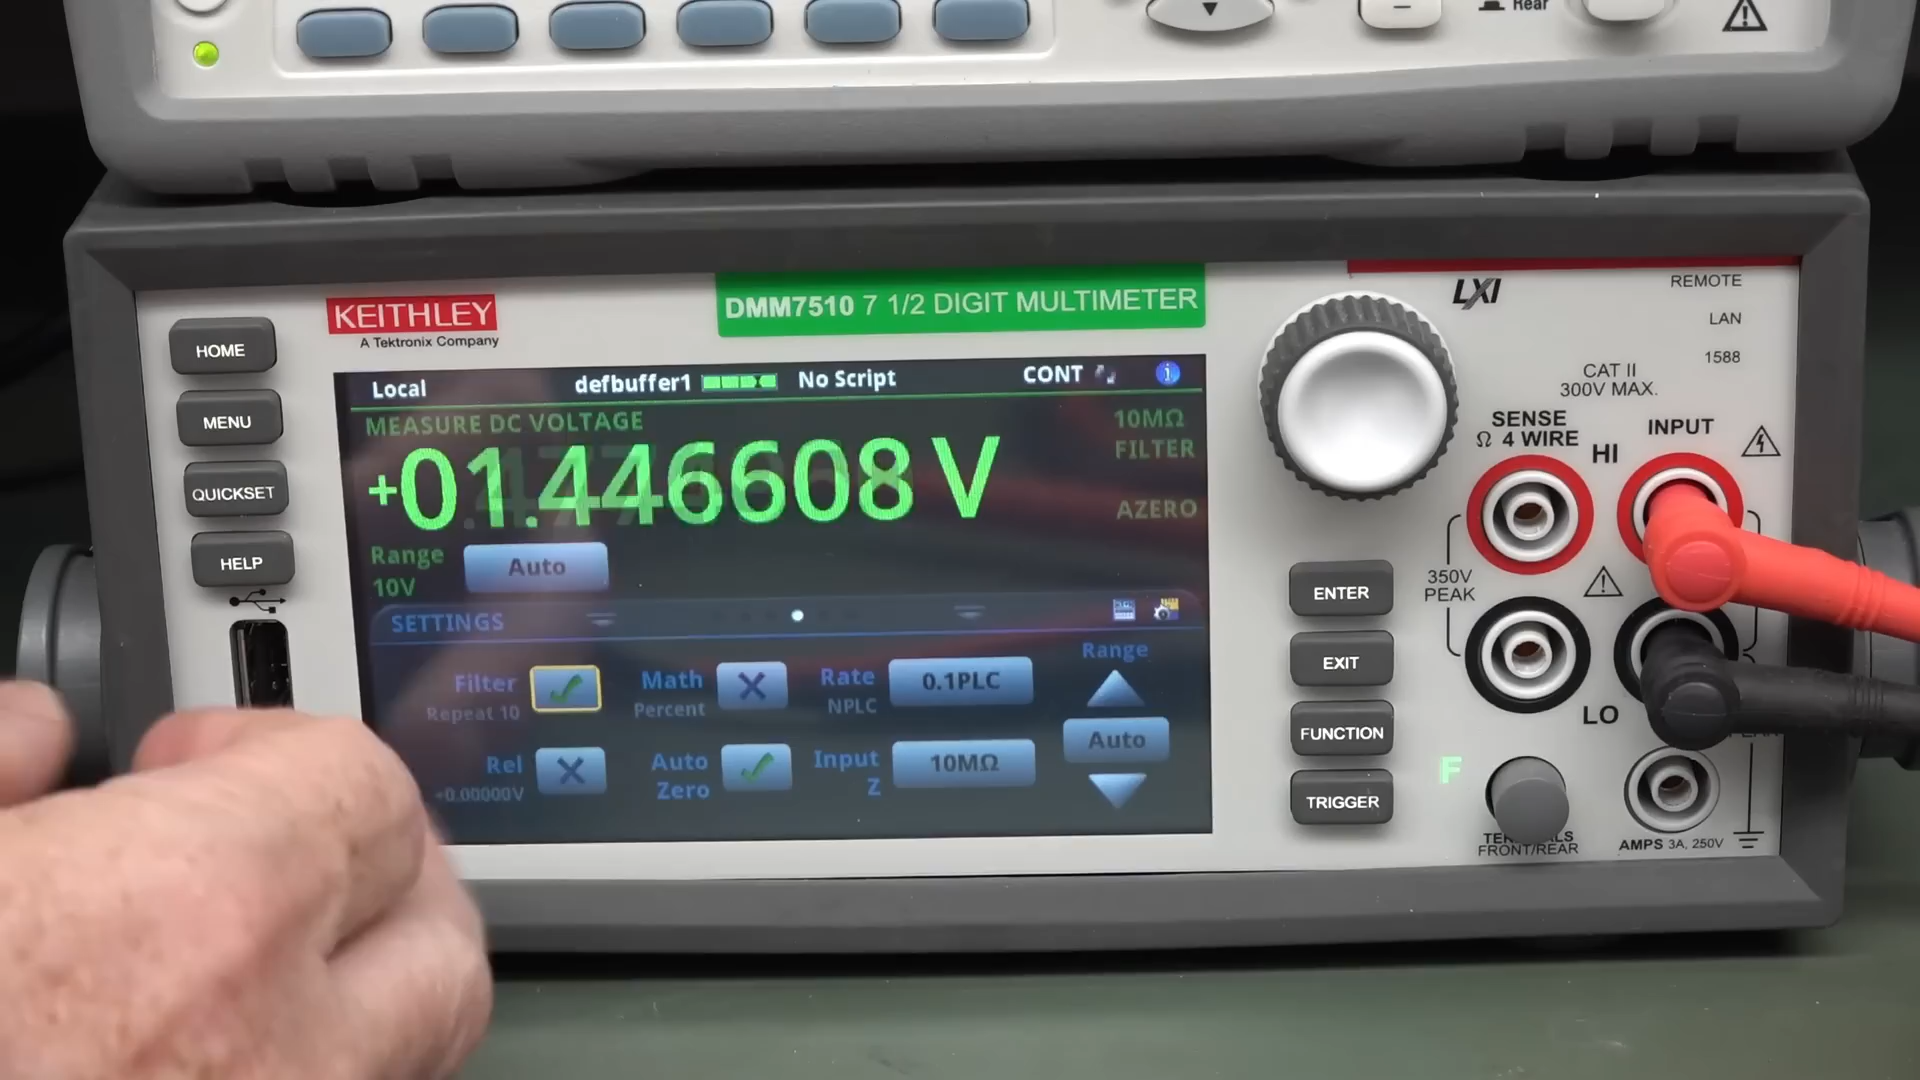 Rear
KEITHLEY
A Tektronix Company
DMM7510 7 1/2 DIGIT MULTIMETER
LXI
REMOTE
LAN
1588
HOME
MENU
QUICKSET
HELP
Local
defbuffer1
No Script
CONT
MEASURE DC VOLTAGE
+01.446608 V
10MΩ
FILTER
AZERO
Range
10V
Auto
SETTINGS
Filter
Repeat 10
Math
Percent
Rate
NPLC
0.1PLC
Range
Auto
Rel
+0.00000V
Auto
Zero
Input
Z
10MΩ
CAT II
300V MAX.
SENSE
Ω 4 WIRE
HI
INPUT
350V
PEAK
LO
ENTER
EXIT
FUNCTION
TRIGGER
F
FRONT/REAR
AMPS 3A, 250V